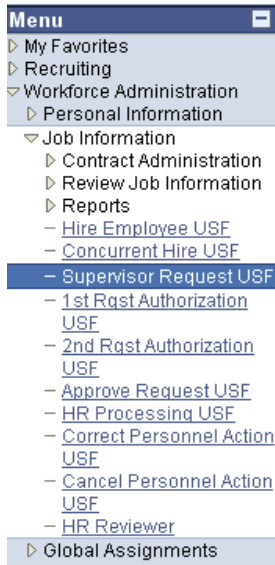 Menu
My Favorites
Recruiting
Workforce Administration
Personal Information
Job Information
Contract Administration
Review Job Information
Reports
– Hire Employee USF
– Concurrent Hire USF
– Supervisor Request USF
– 1st Rqst Authorization
USF
– 2nd Rqst Authorization
USF
– Approve Request USF
– HR Processing USF
– Correct Personnel Action
USF
– Cancel Personnel Action
USF
– HR Reviewer
Global Assignments